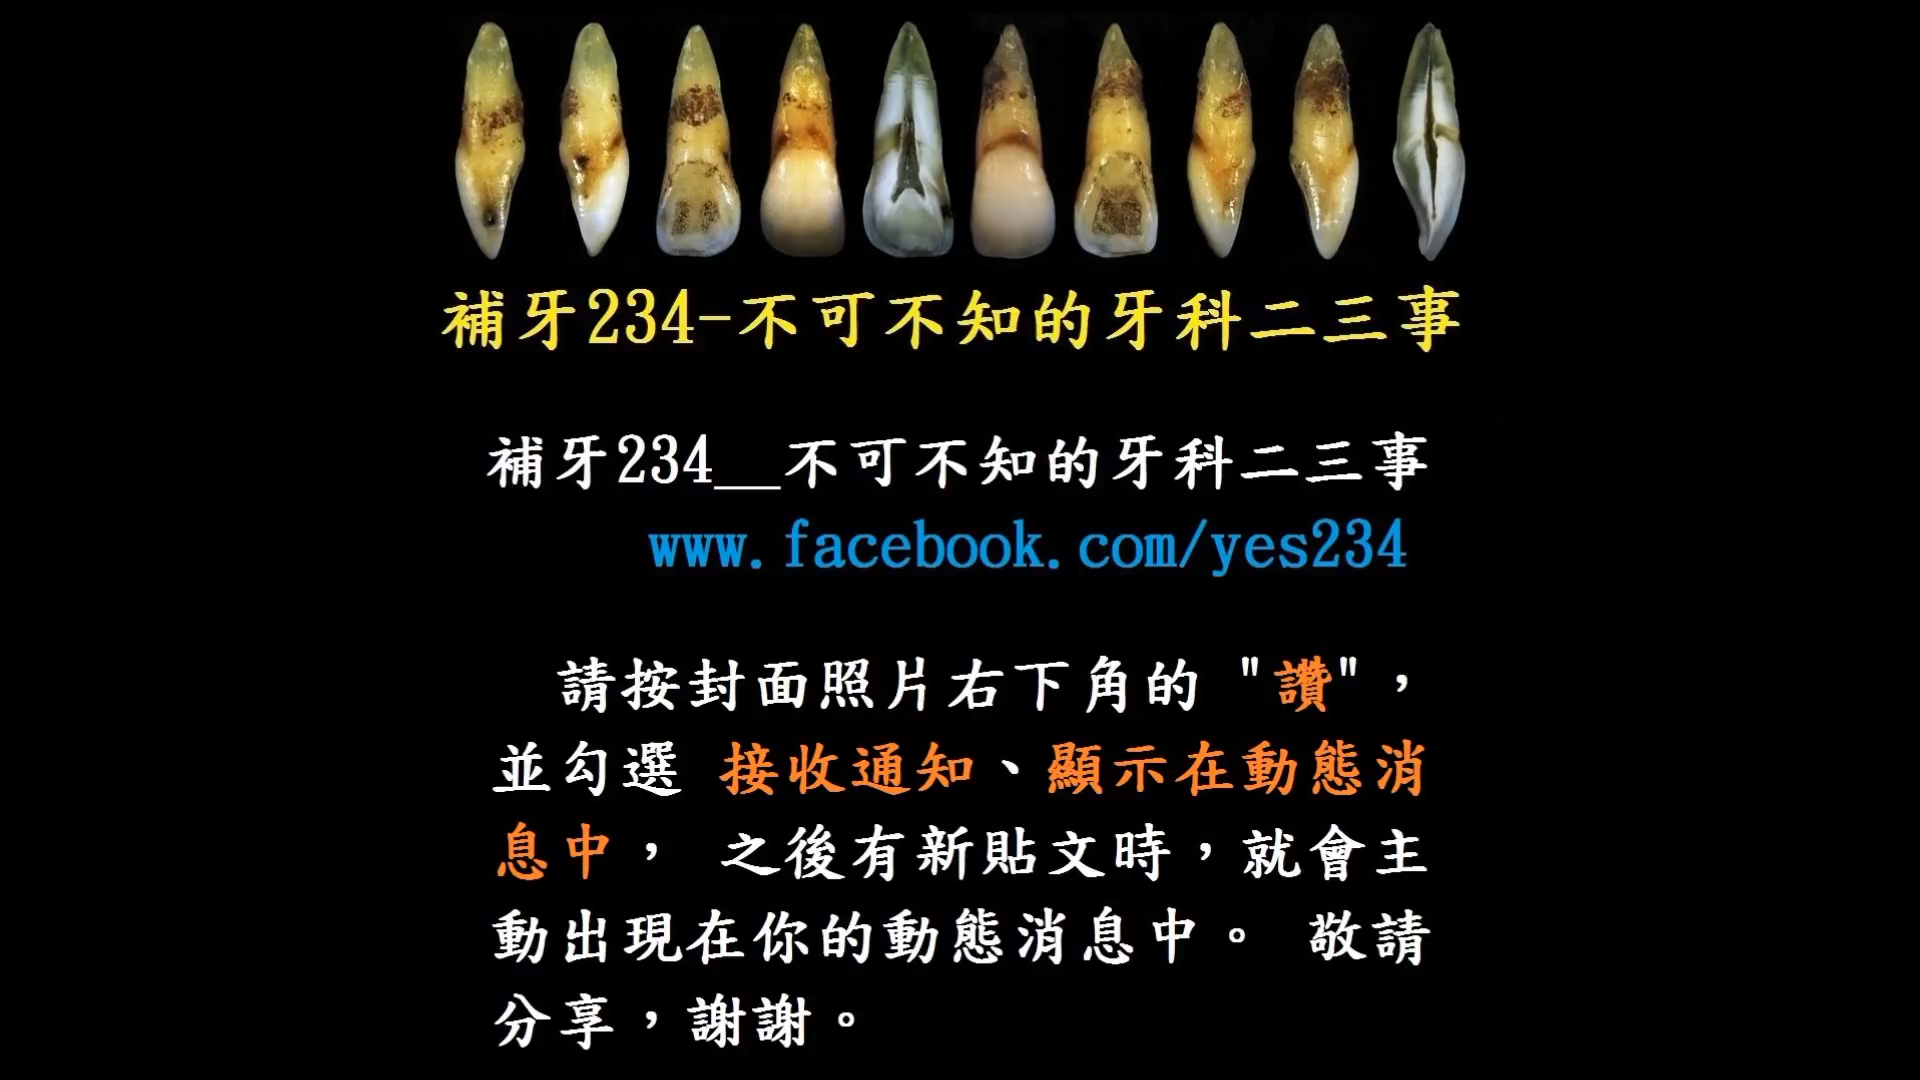 補牙234-不可不知的牙科二三事
補牙234__不可不知的牙科二三事
www.facebook.com/yes234
請按封面照片右下角的 "讚"，
並勾選 接收通知、顯示在動態消
息中， 之後有新貼文時，就會主
動出現在你的動態消息中。 敬請
分享，謝謝。